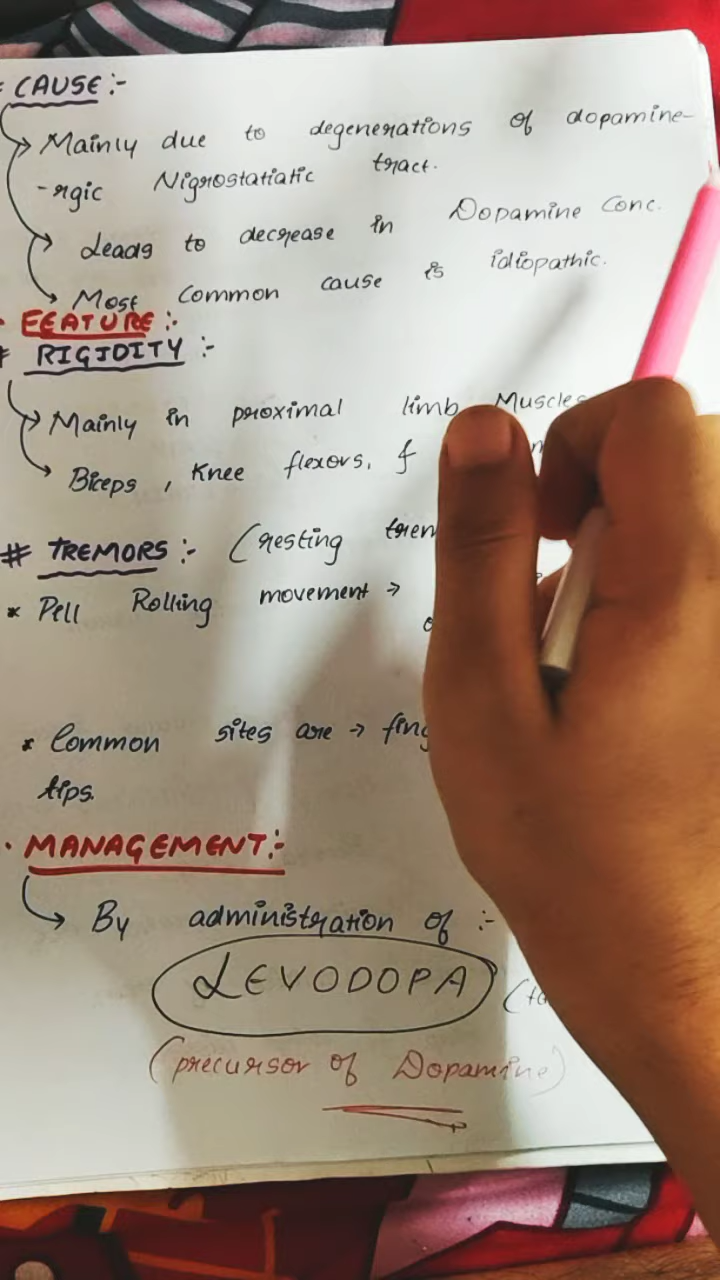 CAUSE :-
Mainly due to degenerations of dopamine-
-rgic Nigrostatiatic tract.
Leads to decrease in Dopamine Conc.
Most Common cause is idiopathic.
FEATURE :-
# RIGIDITY :-
Mainly in proximal limb Muscles
Biceps, Knee flexors, f
# TREMORS :- (resting
* Pill Rolling movement →
* Common sites are →
tips.
• MANAGEMENT :-
By administration of :-
LEVODOPA
(precursor of Dopamine)